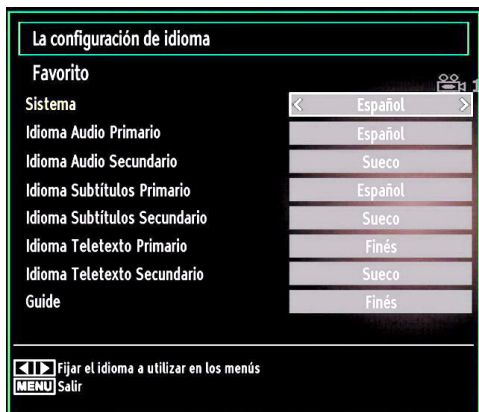 La configuración de idioma
Favorito
1
Sistema < Español >
Idioma Audio Primario Español
Idioma Audio Secundario Sueco
Idioma Subtítulos Primario Español
Idioma Subtítulos Secundario Sueco
Idioma Teletexto Primario Finés
Idioma Teletexto Secundario Sueco
Guide Finés
Fijar el idioma a utilizar en los menús
MENU Salir